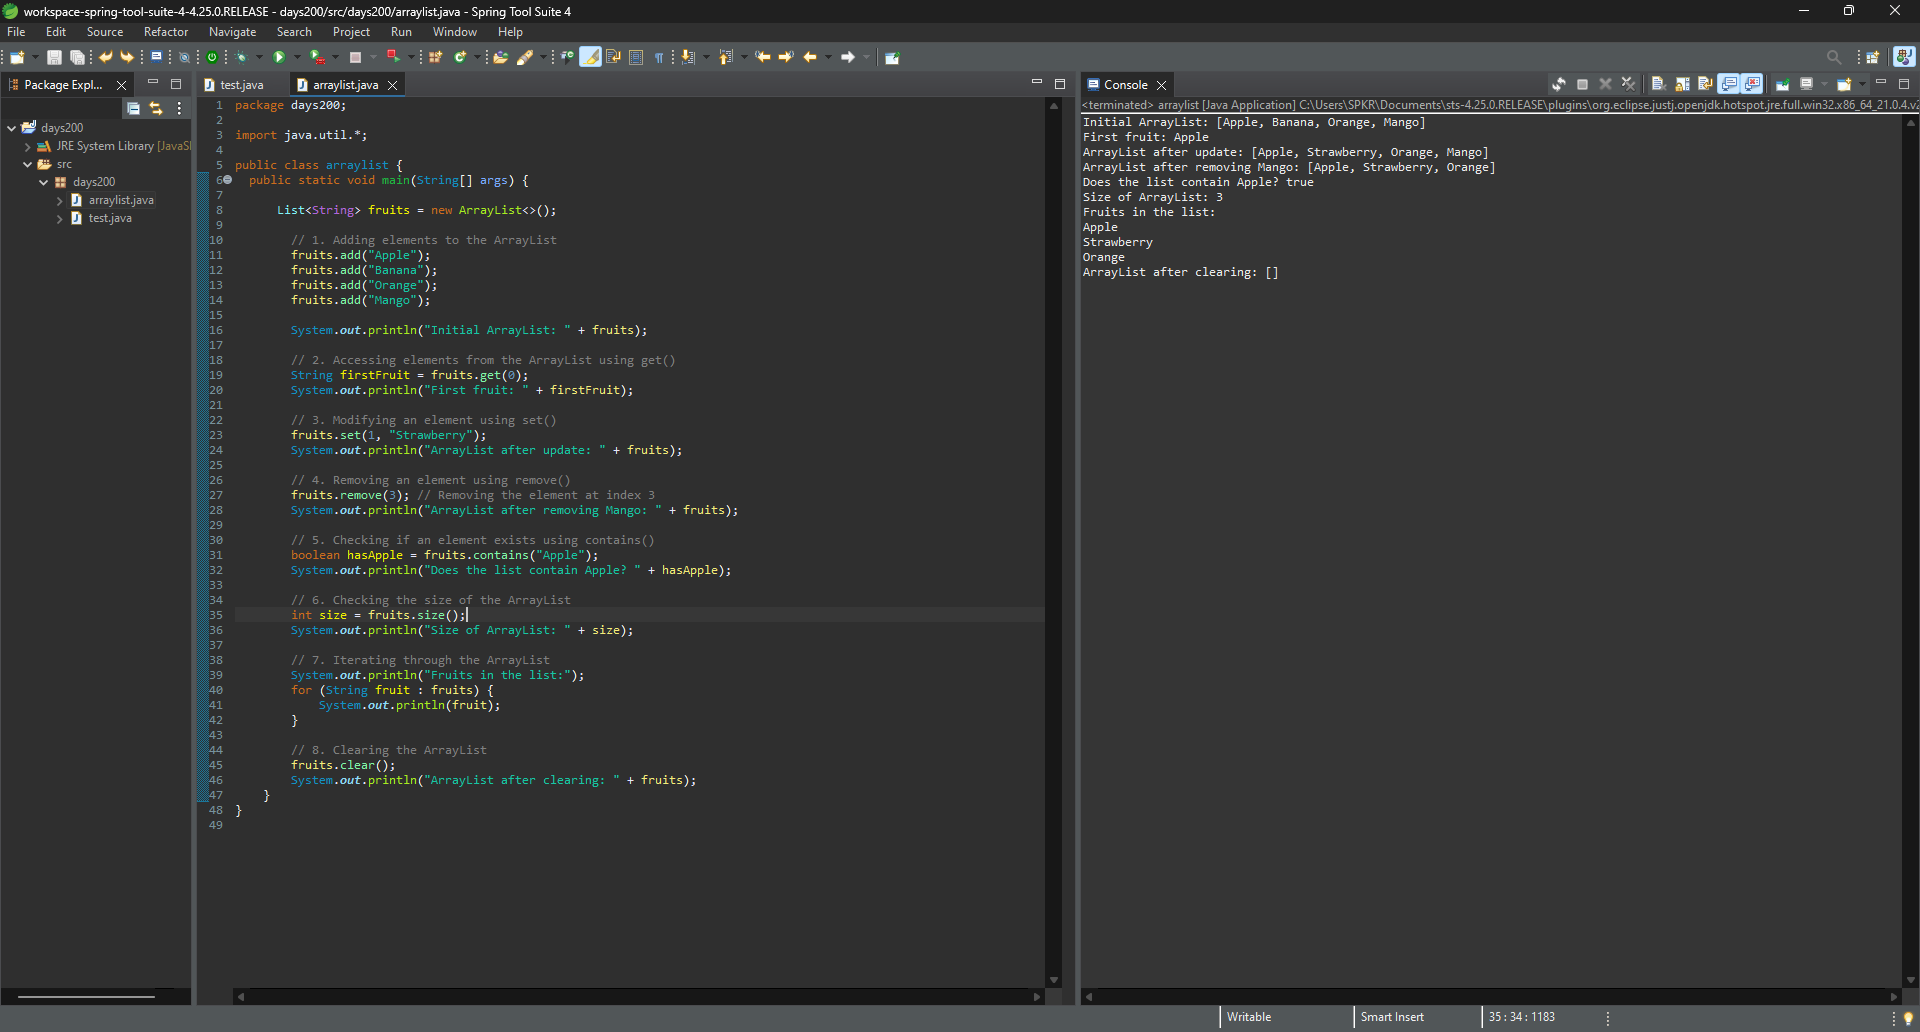 workspace-spring-tool-suite-4-4.25.0.RELEASE - days200/src/days200/arraylist.java - Spring Tool Suite 4
File Edit Source Refactor Navigate Search Project Run Window Help
Package Expl...
days200
JRE System Library [JavaS
src
days200
arraylist.java
test.java
test.java arraylist.java
1 package days200;
2
3 import java.util.*;
4
5 public class arraylist {
6 public static void main(String[] args) {
7
8 List<String> fruits = new ArrayList<>();
9
10 // 1. Adding elements to the ArrayList
11 fruits.add("Apple");
12 fruits.add("Banana");
13 fruits.add("Orange");
14 fruits.add("Mango");
15
16 System.out.println("Initial ArrayList: " + fruits);
17
18 // 2. Accessing elements from the ArrayList using get()
19 String firstFruit = fruits.get(0);
20 System.out.println("First fruit: " + firstFruit);
21
22 // 3. Modifying an element using set()
23 fruits.set(1, "Strawberry");
24 System.out.println("ArrayList after update: " + fruits);
25
26 // 4. Removing an element using remove()
27 fruits.remove(3); // Removing the element at index 3
28 System.out.println("ArrayList after removing Mango: " + fruits);
29
30 // 5. Checking if an element exists using contains()
31 boolean hasApple = fruits.contains("Apple");
32 System.out.println("Does the list contain Apple? " + hasApple);
33
34 // 6. Checking the size of the ArrayList
35 int size = fruits.size();
36 System.out.println("Size of ArrayList: " + size);
37
38 // 7. Iterating through the ArrayList
39 System.out.println("Fruits in the list:");
40 for (String fruit : fruits) {
41 System.out.println(fruit);
42 }
43
44 // 8. Clearing the ArrayList
45 fruits.clear();
46 System.out.println("ArrayList after clearing: " + fruits);
47 }
48 }
49
Console
<terminated> arraylist [Java Application] C:\Users\SPKR\Documents\sts-4.25.0.RELEASE\plugins\org.eclipse.justj.openjdk.hotspot.jre.full.win32.x86_64_21.0.4.v2
Initial ArrayList: [Apple, Banana, Orange, Mango]
First fruit: Apple
ArrayList after update: [Apple, Strawberry, Orange, Mango]
ArrayList after removing Mango: [Apple, Strawberry, Orange]
Does the list contain Apple? true
Size of ArrayList: 3
Fruits in the list:
Apple
Strawberry
Orange
ArrayList after clearing: []
Writable Smart Insert 35 : 34 : 1183